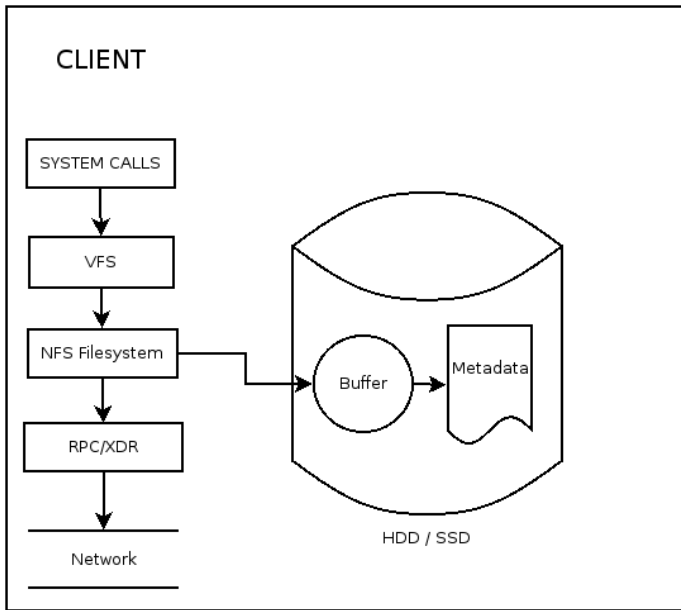 CLIENT
SYSTEM CALLS
VFS
NFS Filesystem
RPC/XDR
Network
Buffer
Metadata
HDD / SSD